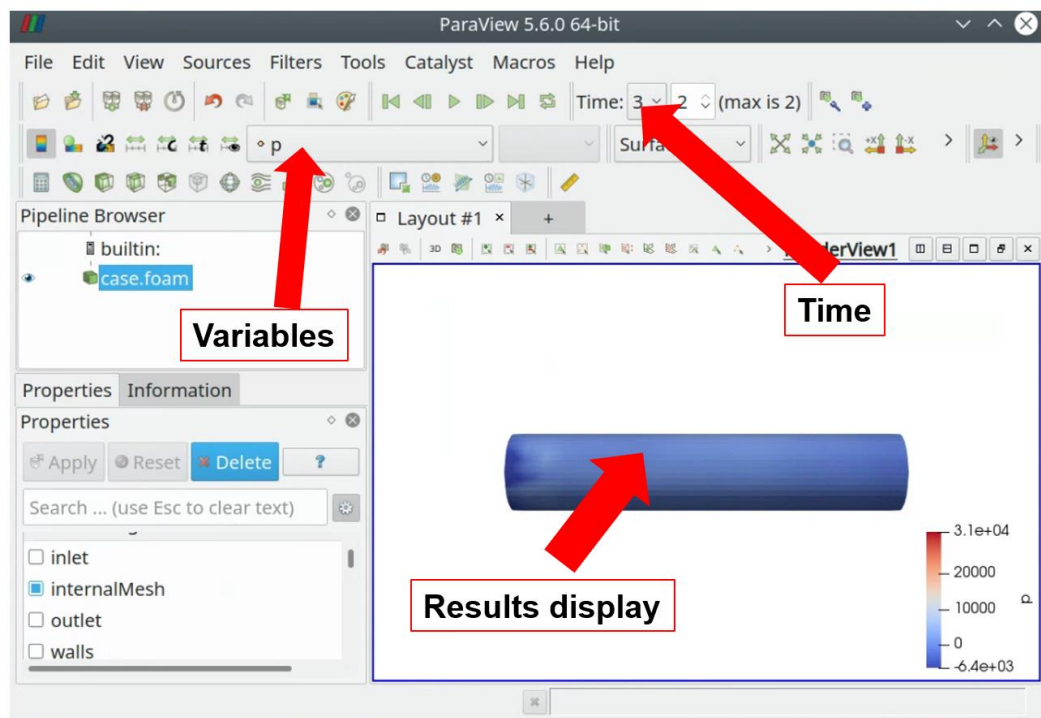 ParaView 5.6.0 64-bit
File Edit View Sources Filters Tools Catalyst Macros Help
Time: 3 2 (max is 2)
p
Surfa
Pipeline Browser
Layout #1
builtin:
3D
erView1
case.foam
Variables
Time
Properties Information
Properties
Apply Reset Delete ?
Search ... (use Esc to clear text)
inlet
internalMesh
outlet
walls
Results display
3.1e+04
20000
10000
0
-6.4e+03
p